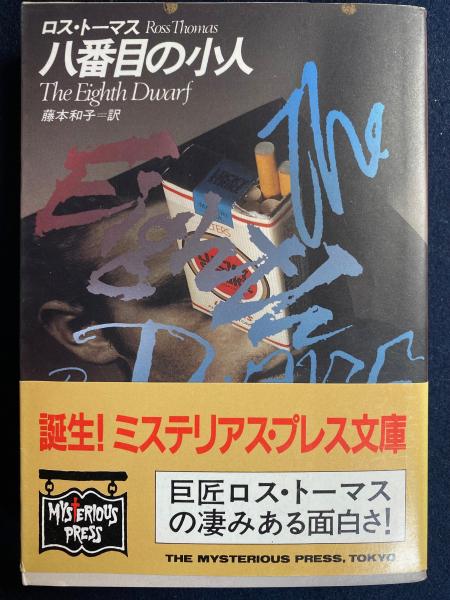 ロス・トーマス Ross Thomas
八番目の小人
The Eighth Dwarf
藤本和子=訳
The
Eighth
Dwarf
誕生!ミステリアス・プレス文庫
MYSTERIOUS
PRESS
巨匠ロス・トーマス
の凄みある面白さ!
THE MYSTERIOUS PRESS, TOKYO